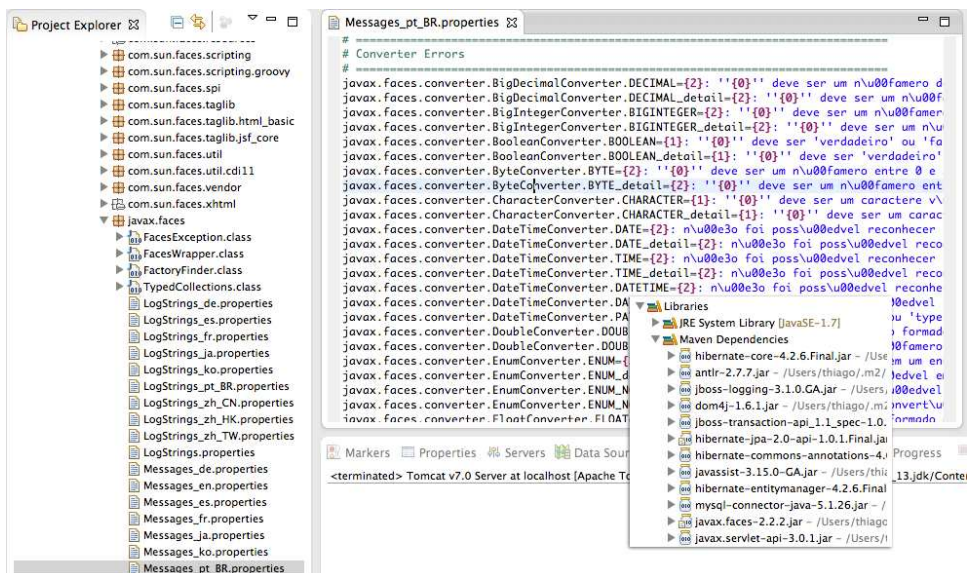 Project Explorer
com.sun.faces.scripting
com.sun.faces.scripting.groovy
com.sun.faces.spi
com.sun.faces.taglib
com.sun.faces.taglib.html_basic
com.sun.faces.taglib.jsf_core
com.sun.faces.util
com.sun.faces.util.cdi11
com.sun.faces.vendor
com.sun.faces.xhtml
javax.faces
FacesException.class
FacesWrapper.class
FactoryFinder.class
TypedCollections.class
LogStrings_de.properties
LogStrings_es.properties
LogStrings_fr.properties
LogStrings_ja.properties
LogStrings_ko.properties
LogStrings_pt_BR.properties
LogStrings_zh_CN.properties
LogStrings_zh_HK.properties
LogStrings_zh_TW.properties
LogStrings.properties
Messages_de.properties
Messages_en.properties
Messages_es.properties
Messages_fr.properties
Messages_ja.properties
Messages_ko.properties
Messages_pt_BR.properties
Messages_pt_BR.properties
# Converter Errors
javax.faces.converter.BigDecimalConverter.DECIMAL={2}: ''{0}'' deve ser um n\u00famero d
javax.faces.converter.BigDecimalConverter.DECIMAL_detail={2}: ''{0}'' deve ser um n\u00f
javax.faces.converter.BigIntegerConverter.BIGINTEGER={2}: ''{0}'' deve ser um n\u00famer
javax.faces.converter.BigIntegerConverter.BIGINTEGER_detail={2}: ''{0}'' deve ser um n\u
javax.faces.converter.BooleanConverter.BOOLEAN={1}: ''{0}'' deve ser 'verdadeiro' ou 'fa
javax.faces.converter.BooleanConverter.BOOLEAN_detail={1}: ''{0}'' deve ser 'verdadeiro'
javax.faces.converter.ByteConverter.BYTE={2}: ''{0}'' deve ser um n\u00famero entre 0 e
javax.faces.converter.ByteConverter.BYTE_detail={2}: ''{0}'' deve ser um n\u00famero ent
javax.faces.converter.CharacterConverter.CHARACTER={1}: ''{0}'' deve ser um caractere v\
javax.faces.converter.CharacterConverter.CHARACTER_detail={1}: ''{0}'' deve ser um carac
javax.faces.converter.DateTimeConverter.DATE={2}: n\u00e3o foi poss\u00edvel reconhecer
javax.faces.converter.DateTimeConverter.DATE_detail={2}: n\u00e3o foi poss\u00edvel reco
javax.faces.converter.DateTimeConverter.TIME={2}: n\u00e3o foi poss\u00edvel reconhecer
javax.faces.converter.DateTimeConverter.TIME_detail={2}: n\u00e3o foi poss\u00edvel reco
javax.faces.converter.DateTimeConverter.DATETIME={2}: n\u00e3o foi poss\u00edvel reconhe
javax.faces.converter.DateTimeConverter.DA
javax.faces.converter.DateTimeConverter.PA ou 'type
javax.faces.converter.DoubleConverter.DOUB formado
javax.faces.converter.DoubleConverter.DOUB 00famero
javax.faces.converter.EnumConverter.ENUM={ em um en
javax.faces.converter.EnumConverter.ENUM_d
javax.faces.converter.EnumConverter.ENUM_N
javax.faces.converter.EnumConverter.ENUM_N
javax.faces.converter.FloatConverter.FLOAT formado
Libraries
JRE System Library [JavaSE-1.7]
Maven Dependencies
hibernate-core-4.2.6.Final.jar - /Use
antlr-2.7.7.jar - /Users/thiago/.m2/
jboss-logging-3.1.0.GA.jar - /Users/
dom4j-1.6.1.jar - /Users/thiago/.m2
jboss-transaction-api_1.1_spec-1.0.
hibernate-jpa-2.0-api-1.0.1.Final.jar
hibernate-commons-annotations-4.
javassist-3.15.0-GA.jar - /Users/thia
hibernate-entitymanager-4.2.6.Final
mysql-connector-java-5.1.26.jar - /
javax.faces-2.2.2.jar - /Users/thiago
javax.servlet-api-3.0.1.jar - /Users/t
Markers Properties Servers Data Sour Progress
<terminated> Tomcat v7.0 Server at localhost [Apache To _13.jdk/Conten